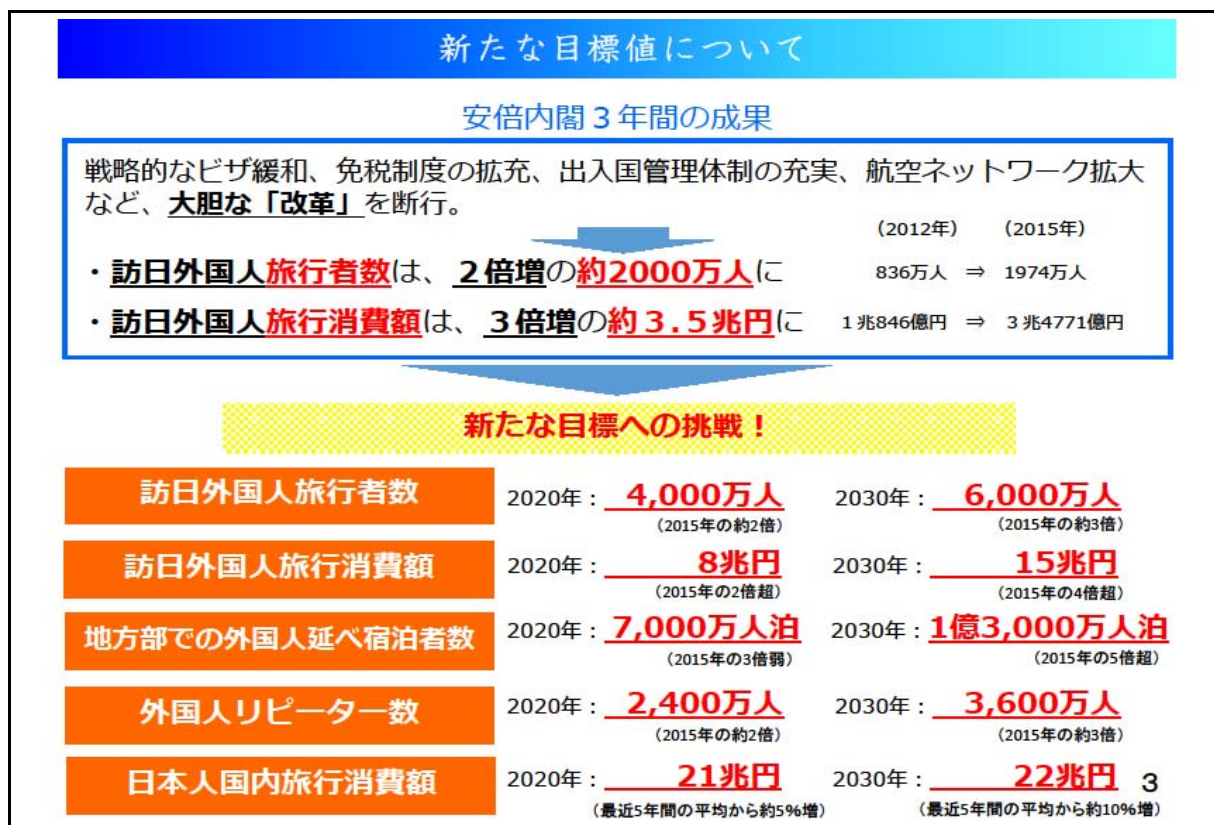 新たな目標値について
安倍内閣３年間の成果
戦略的なビザ緩和、免税制度の拡充、出入国管理体制の充実、航空ネットワーク拡大
など、大胆な「改革」を断行。
（2012年）　（2015年）
・訪日外国人旅行者数は、２倍増の約2000万人に　836万人　⇒　1974万人
・訪日外国人旅行消費額は、３倍増の約３.５兆円に　１兆846億円　⇒　３兆4771億円
新たな目標への挑戦！
訪日外国人旅行者数　2020年：4,000万人　2030年：6,000万人
（2015年の約2倍）　（2015年の約3倍）
訪日外国人旅行消費額　2020年：8兆円　2030年：15兆円
（2015年の2倍超）　（2015年の4倍超）
地方部での外国人延べ宿泊者数　2020年：7,000万人泊　2030年：1億3,000万人泊
（2015年の3倍弱）　（2015年の5倍超）
外国人リピーター数　2020年：2,400万人　2030年：3,600万人
（2015年の約2倍）　（2015年の約3倍）
日本人国内旅行消費額　2020年：21兆円　2030年：22兆円　3
（最近5年間の平均から約5%増）　（最近5年間の平均から約10%増）